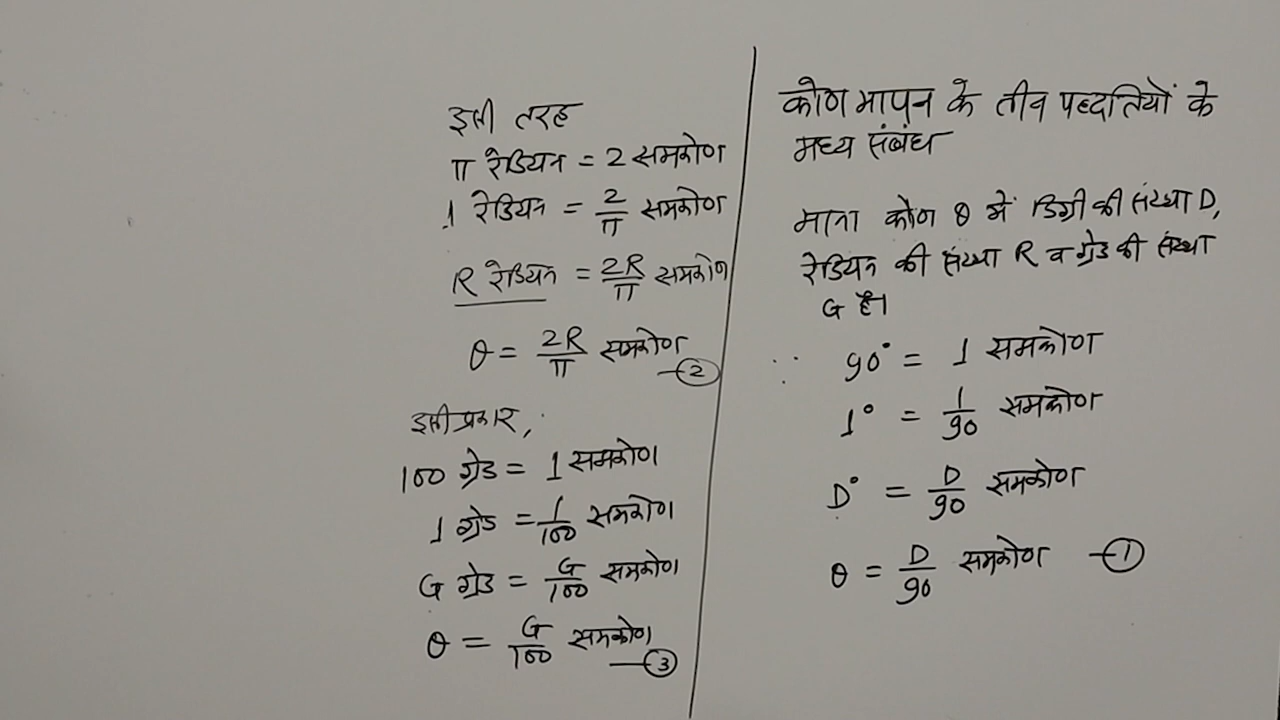 कोण मापन के तीन पद्धतियों के
मध्य संबंध
माना कोण θ में डिग्री की संख्या D,
रेडियन की संख्या R व ग्रेड की संख्या
G है।
∵ 90° = 1 समकोण
1° = 1/90 समकोण
D° = D/90 समकोण
θ = D/90 समकोण —①
इसी तरह
π रेडियन = 2 समकोण
1 रेडियन = 2/π समकोण
R रेडियन = 2R/π समकोण
θ = 2R/π समकोण —②
इसी प्रकार,
100 ग्रेड = 1 समकोण
1 ग्रेड = 1/100 समकोण
G ग्रेड = G/100 समकोण
θ = G/100 समकोण —③